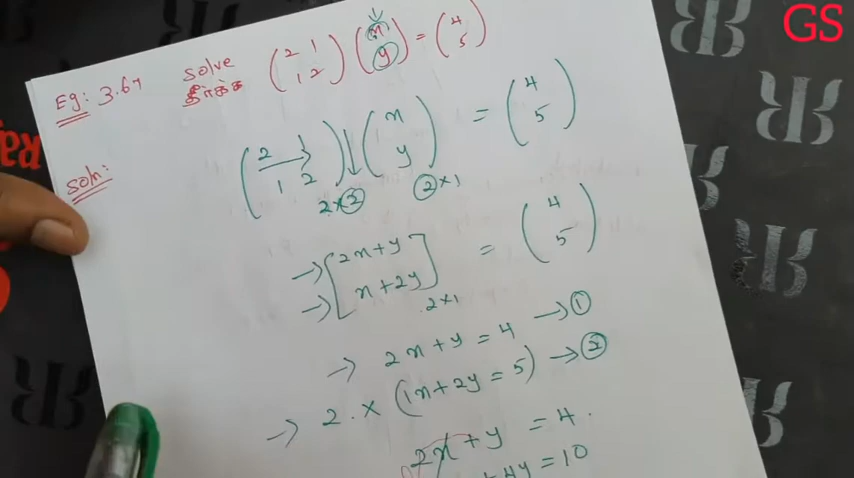 GS
Eg: 3.67 Solve ( 2 1 1 2 ) ( x y ) = ( 4 5 )
தீர்க்க
Soln:
( 2 1 1 2 ) ( x y ) = ( 4 5 )
2×2 2×1
→ [ 2x+y = ( 4
→ x+2y ] 5 )
2×1
→ 2x+y = 4 → ①
→ 2 . × (1x+2y = 5) → ②
2x+y = 4.
+4y = 10